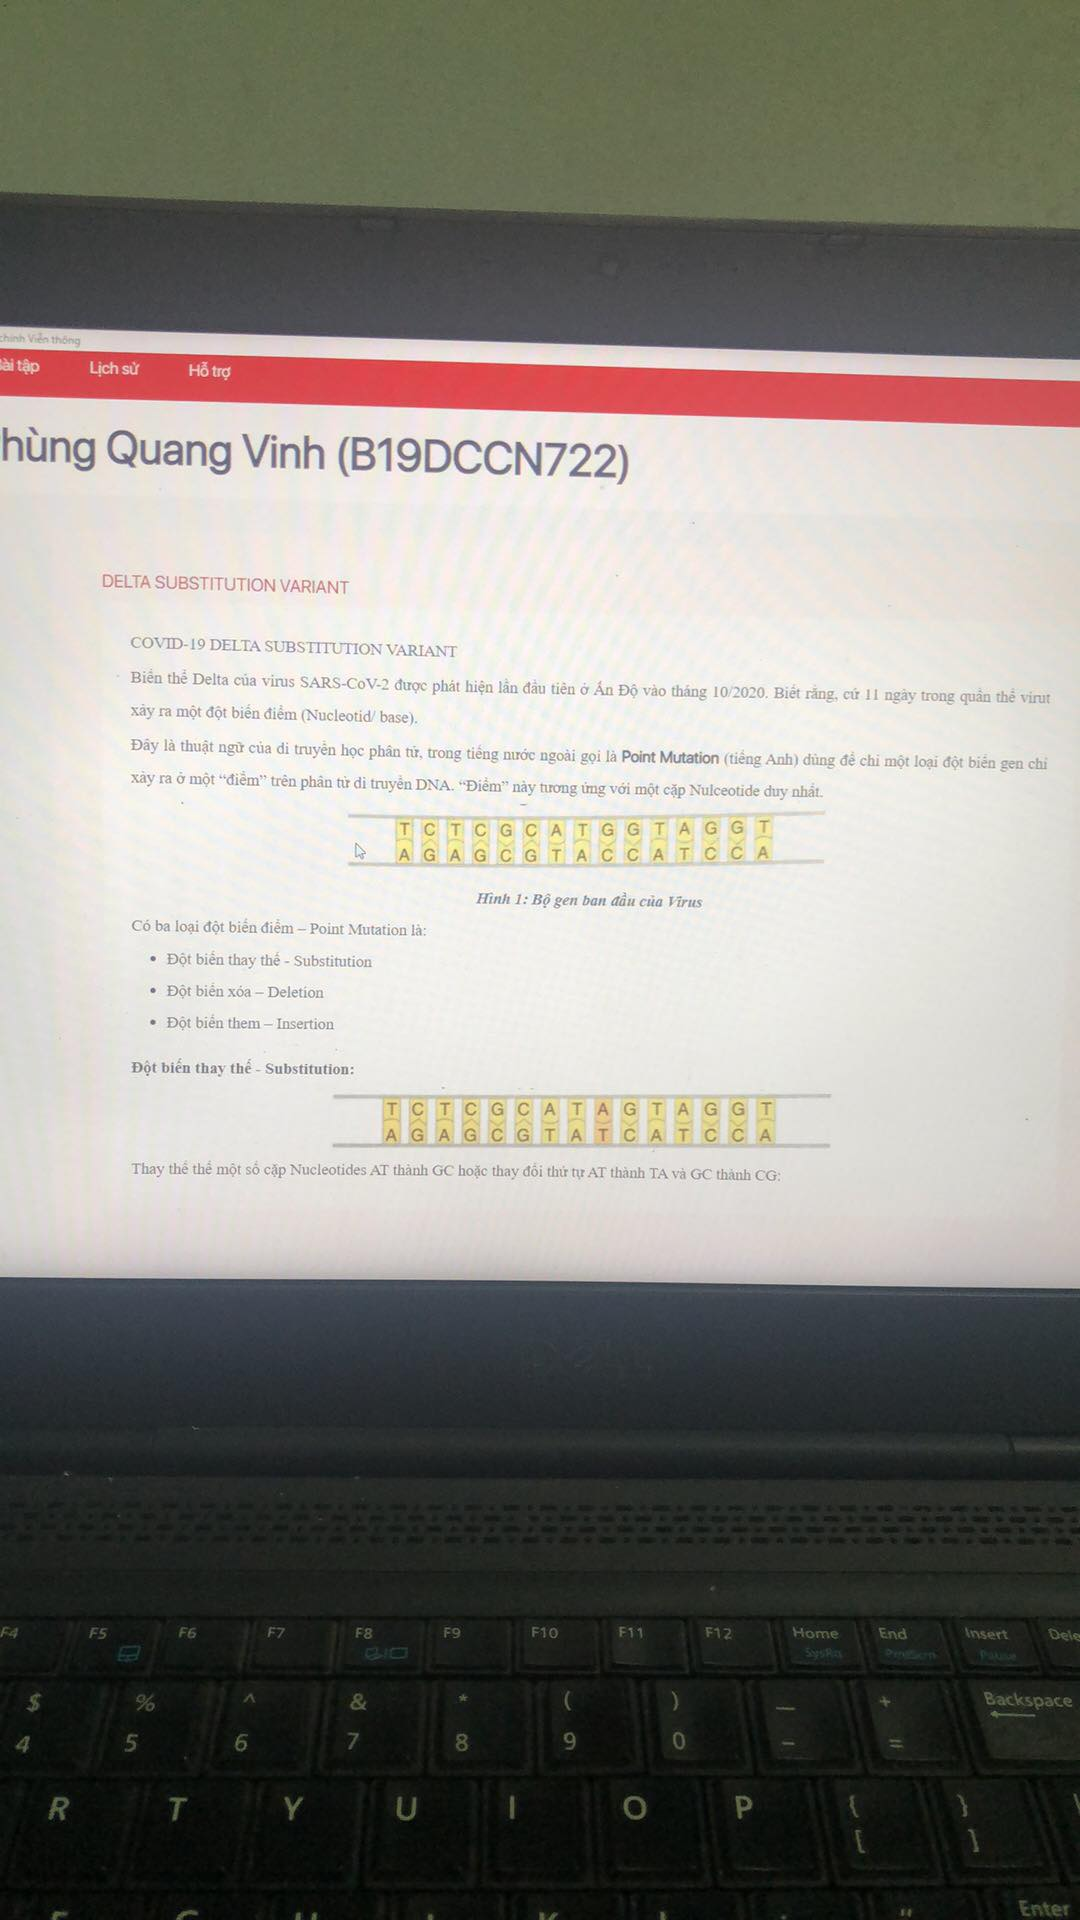 chính Viễn thông
Bài tập Lịch sử Hỗ trợ
hùng Quang Vinh (B19DCCN722)
DELTA SUBSTITUTION VARIANT
COVID-19 DELTA SUBSTITUTION VARIANT
Biến thể Delta của virus SARS-CoV-2 được phát hiện lần đầu tiên ở Ấn Độ vào tháng 10/2020. Biết rằng, cứ 11 ngày trong quần thể virut
xảy ra một đột biến điểm (Nucleotid/ base).
Đây là thuật ngữ của di truyền học phân tử, trong tiếng nước ngoài gọi là Point Mutation (tiếng Anh) dùng để chỉ một loại đột biến gen chỉ
xảy ra ở một “điểm” trên phân tử di truyền DNA. “Điểm” này tương ứng với một cặp Nulceotide duy nhất.
T C T C G C A T G G T A G G T
A G A G C G T A C C A T C C A
Hình 1: Bộ gen ban đầu của Virus
Có ba loại đột biến điểm – Point Mutation là:
• Đột biến thay thế - Substitution
• Đột biến xóa – Deletion
• Đột biến them – Insertion
Đột biến thay thế - Substitution:
T C T C G C A T A G T A G G T
A G A G C G T A T C A T C C A
Thay thế thế một số cặp Nucleotides AT thành GC hoặc thay đổi thứ tự AT thành TA và GC thành CG:
F4 F5 F6 F7 F8 F9 F10 F11 F12 Home End Insert Dele
SysRq PrntScrn Pause
$ % ^ & * ( ) _ + Backspace
4 5 6 7 8 9 0 - =
R T Y U I O P { }
[ ]
Enter